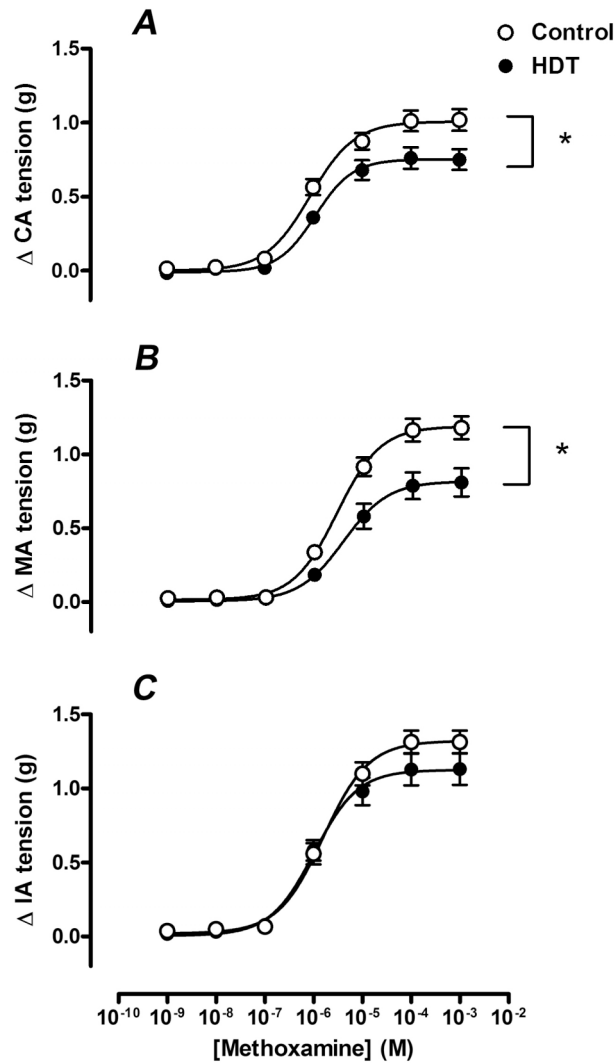 A
Control
HDT
Δ CA tension (g)
1.5
1.0
0.5
0.0
*
B
Δ MA tension (g)
1.5
1.0
0.5
0.0
*
C
Δ IA tension (g)
1.5
1.0
0.5
0.0
10⁻¹⁰ 10⁻⁹ 10⁻⁸ 10⁻⁷ 10⁻⁶ 10⁻⁵ 10⁻⁴ 10⁻³ 10⁻²
[Methoxamine] (M)